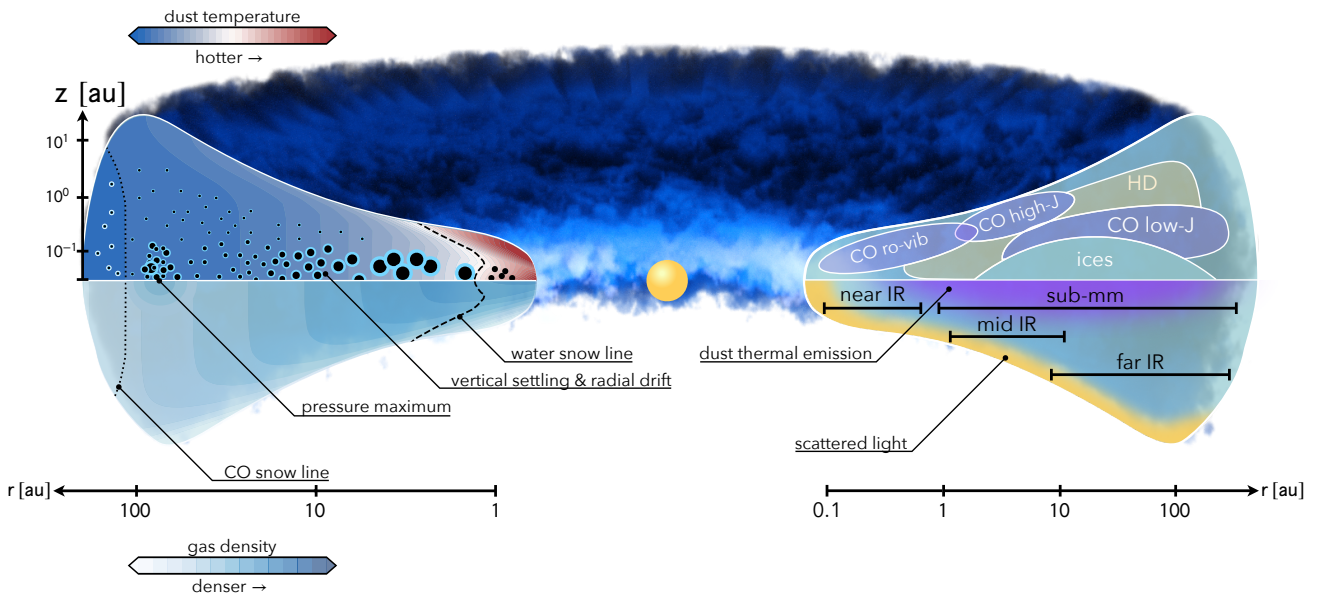 dust temperature
hotter →
z [au]
10¹
10⁰
10⁻¹
HD
CO high-J
CO low-J
CO ro-vib
ices
near IR
sub-mm
mid IR
far IR
water snow line
dust thermal emission
vertical settling & radial drift
pressure maximum
scattered light
CO snow line
r [au]
100
10
1
0.1
1
10
100
r [au]
gas density
denser →